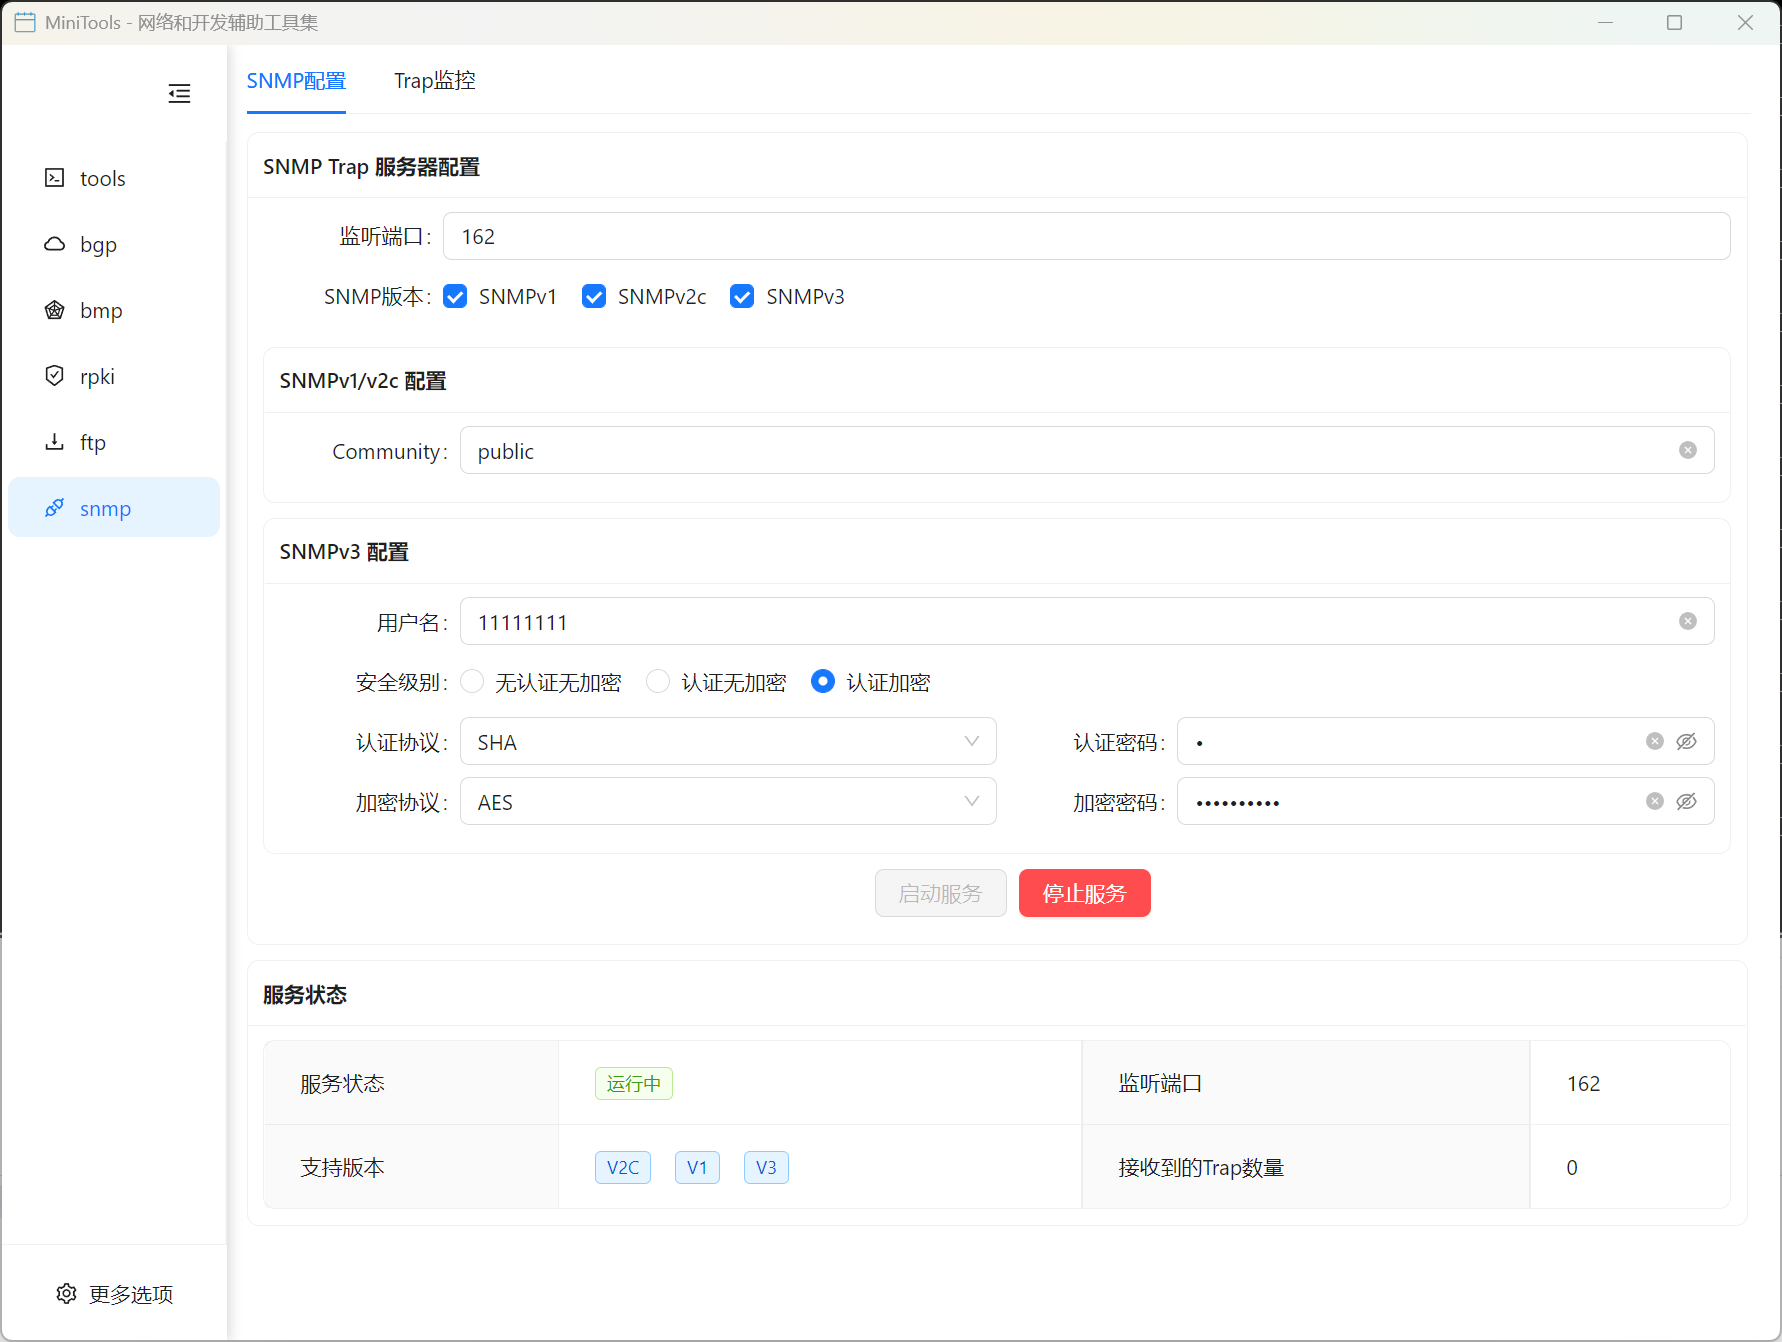 MiniTools - 网络和开发辅助工具集
SNMP配置 Trap监控
tools
bgp
bmp
rpki
ftp
snmp
更多选项
SNMP Trap 服务器配置
监听端口: 162
SNMP版本: SNMPv1 SNMPv2c SNMPv3
SNMPv1/v2c 配置
Community: public
SNMPv3 配置
用户名: 11111111
安全级别: 无认证无加密 认证无加密 认证加密
认证协议: SHA 认证密码: •
加密协议: AES 加密密码: ••••••••••
启动服务 停止服务
服务状态
服务状态 运行中 监听端口 162
支持版本 V2C V1 V3 接收到的Trap数量 0